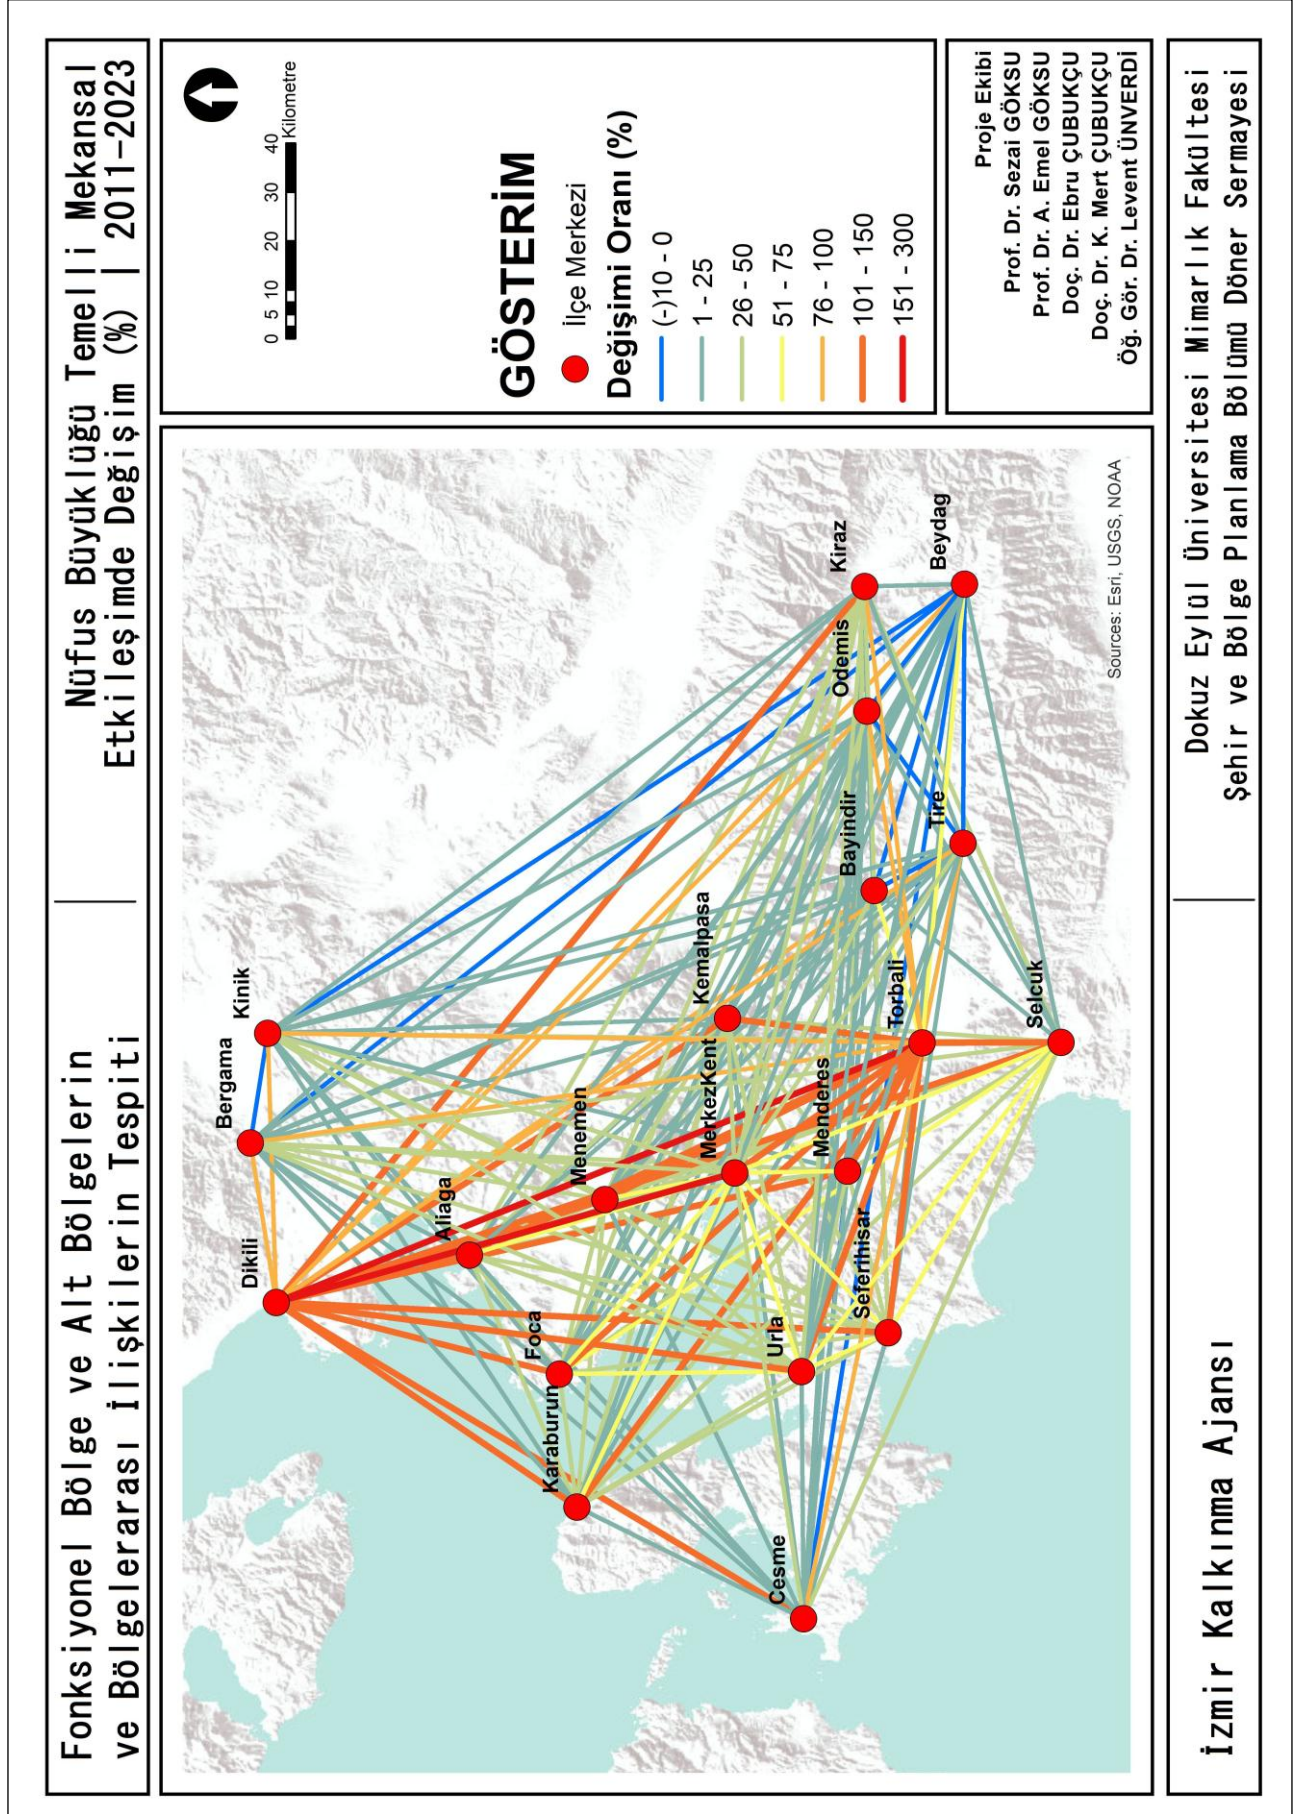 Fonksiyonel Bölge ve Alt Bölgelerin
ve Bölgelerarası İlişkilerin Tespiti
Nüfus Büyüklüğü Temelli Mekansal
Etkileşimde Değişim (%) | 2011-2023
Dikili
Bergama
Kinik
Aliaga
Foca
Menemen
Karaburun
Kemalpasa
MerkezKent
Urla
Cesme
Menderes
Seferihisar
Torbali
Bayindir
Odemis
Kiraz
Tire
Beydag
Selcuk
Sources: Esri, USGS, NOAA
0 5 10 20 30 40
Kilometre
GÖSTERİM
İlçe Merkezi
Değişimi Oranı (%)
(-)10 - 0
1 - 25
26 - 50
51 - 75
76 - 100
101 - 150
151 - 300
Proje Ekibi
Prof. Dr. Sezai GÖKSU
Prof. Dr. A. Emel GÖKSU
Doç. Dr. Ebru ÇUBUKÇU
Doç. Dr. K. Mert ÇUBUKÇU
Öğ. Gör. Dr. Levent ÜNVERDİ
İzmir Kalkınma Ajansı
Dokuz Eylül Üniversitesi Mimarlık Fakültesi
Şehir ve Bölge Planlama Bölümü Döner Sermayesi